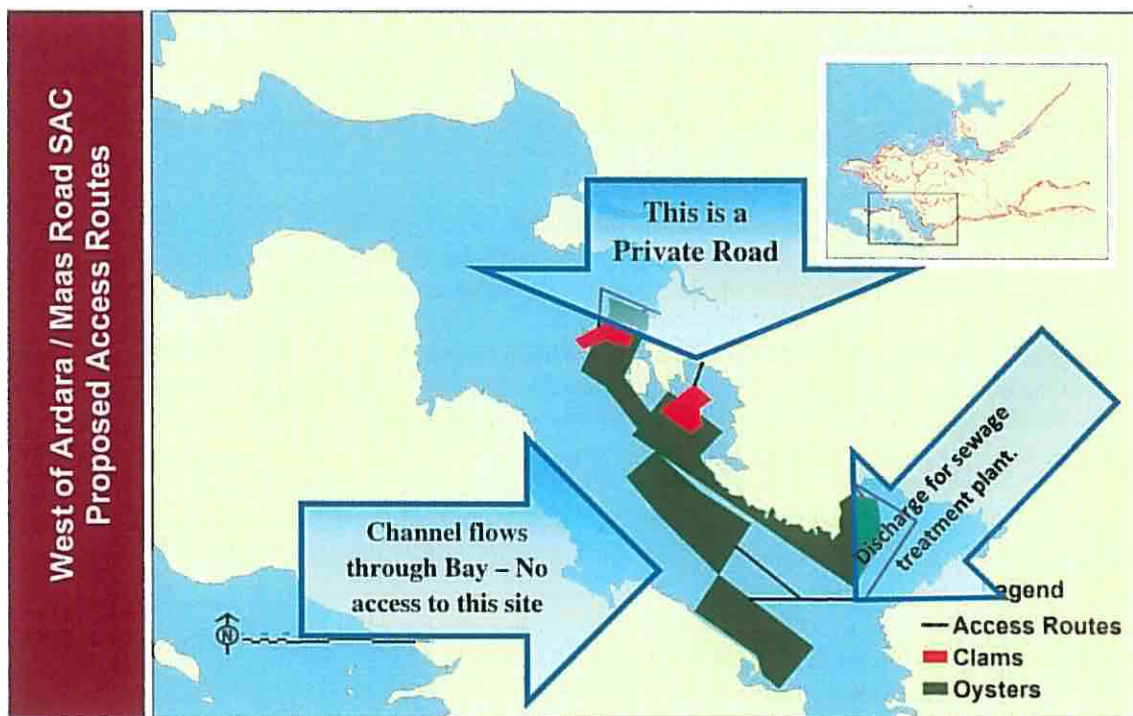 West of Ardara / Maas Road SAC
Proposed Access Routes
This is a
Private Road
Channel flows
through Bay – No
access to this site
Discharge for sewage
treatment plant.
egend
Access Routes
Clams
Oysters
N